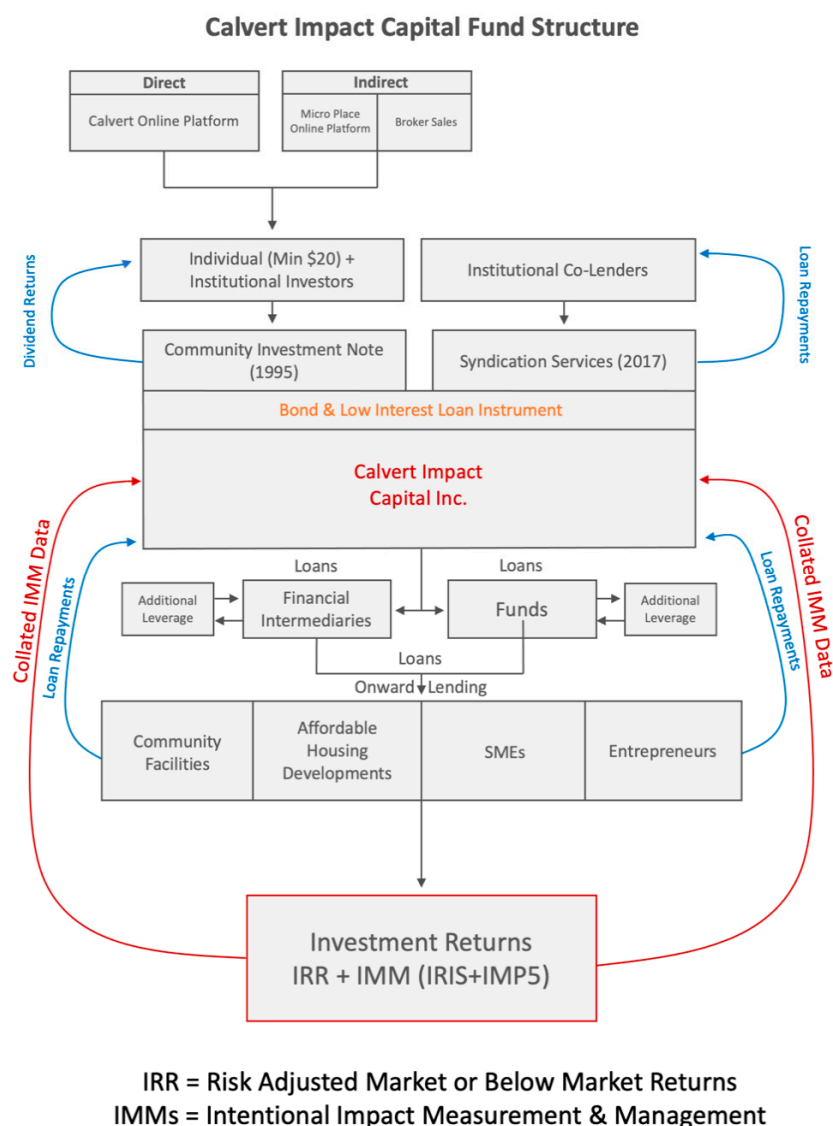 Calvert Impact Capital Fund Structure
Direct
Indirect
Calvert Online Platform
Micro Place
Online Platform
Broker Sales
Individual (Min $20) +
Institutional Investors
Institutional Co-Lenders
Dividend Returns
Loan Repayments
Community Investment Note
(1995)
Syndication Services (2017)
Bond & Low Interest Loan Instrument
Calvert Impact
Capital Inc.
Collated IMM Data
Loan Repayments
Loan Repayments
Collated IMM Data
Loans
Loans
Additional
Leverage
Financial
Intermediaries
Funds
Additional
Leverage
Loans
Onward Lending
Community
Facilities
Affordable
Housing
Developments
SMEs
Entrepreneurs
Investment Returns
IRR + IMM (IRIS+IMP5)
IRR = Risk Adjusted Market or Below Market Returns
IMMs = Intentional Impact Measurement & Management